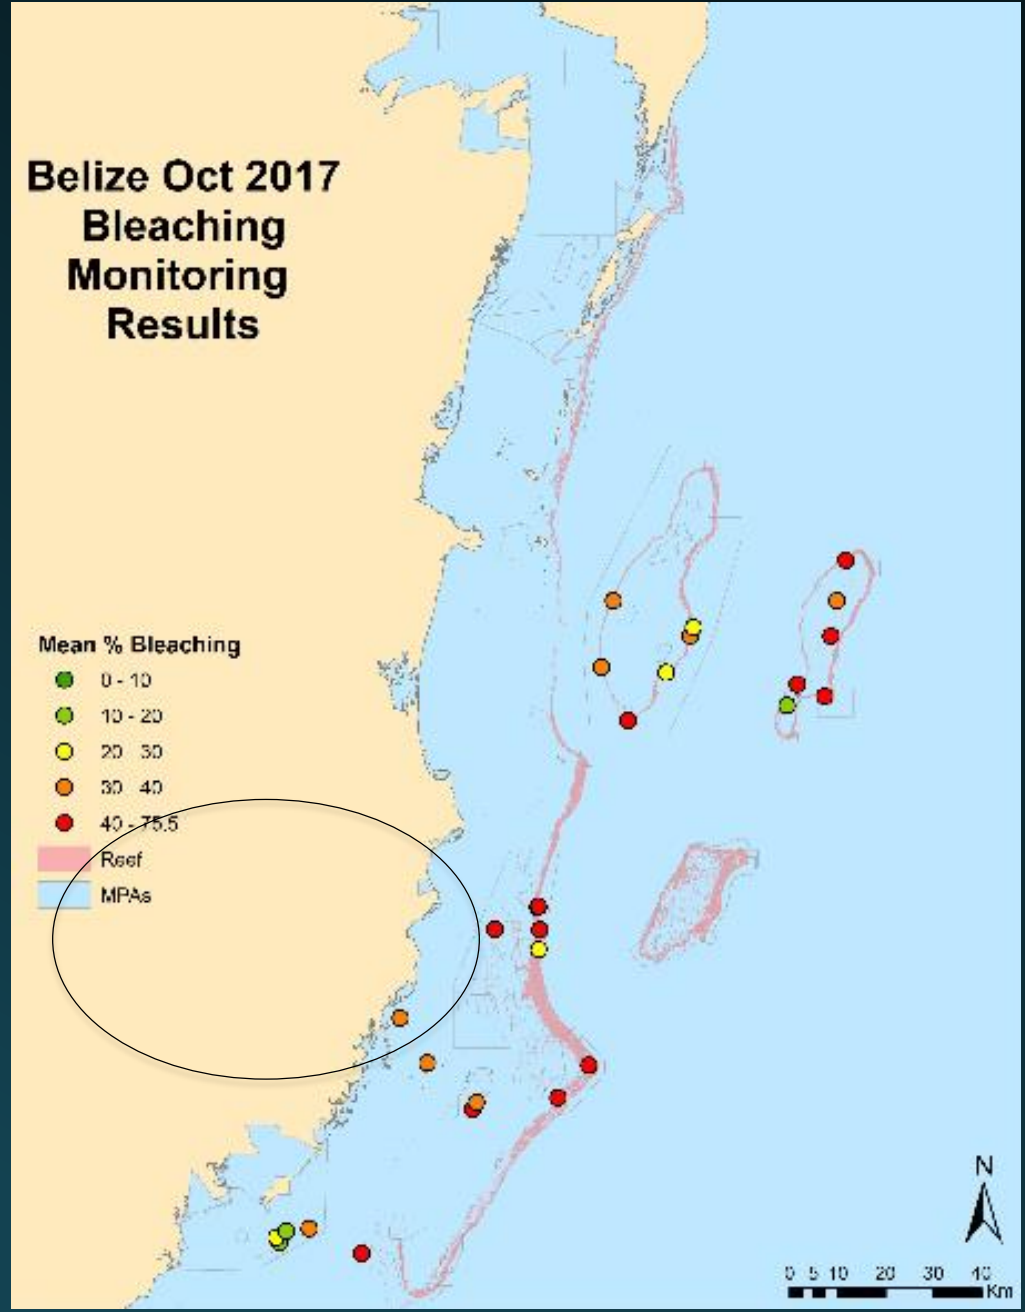 Belize Oct 2017
Bleaching
Monitoring
Results
Mean % Bleaching
0 - 10
10 - 20
20 30
30 40
40 - 75.5
Reef
MPAs
N
0 5 10 20 30 40
Km